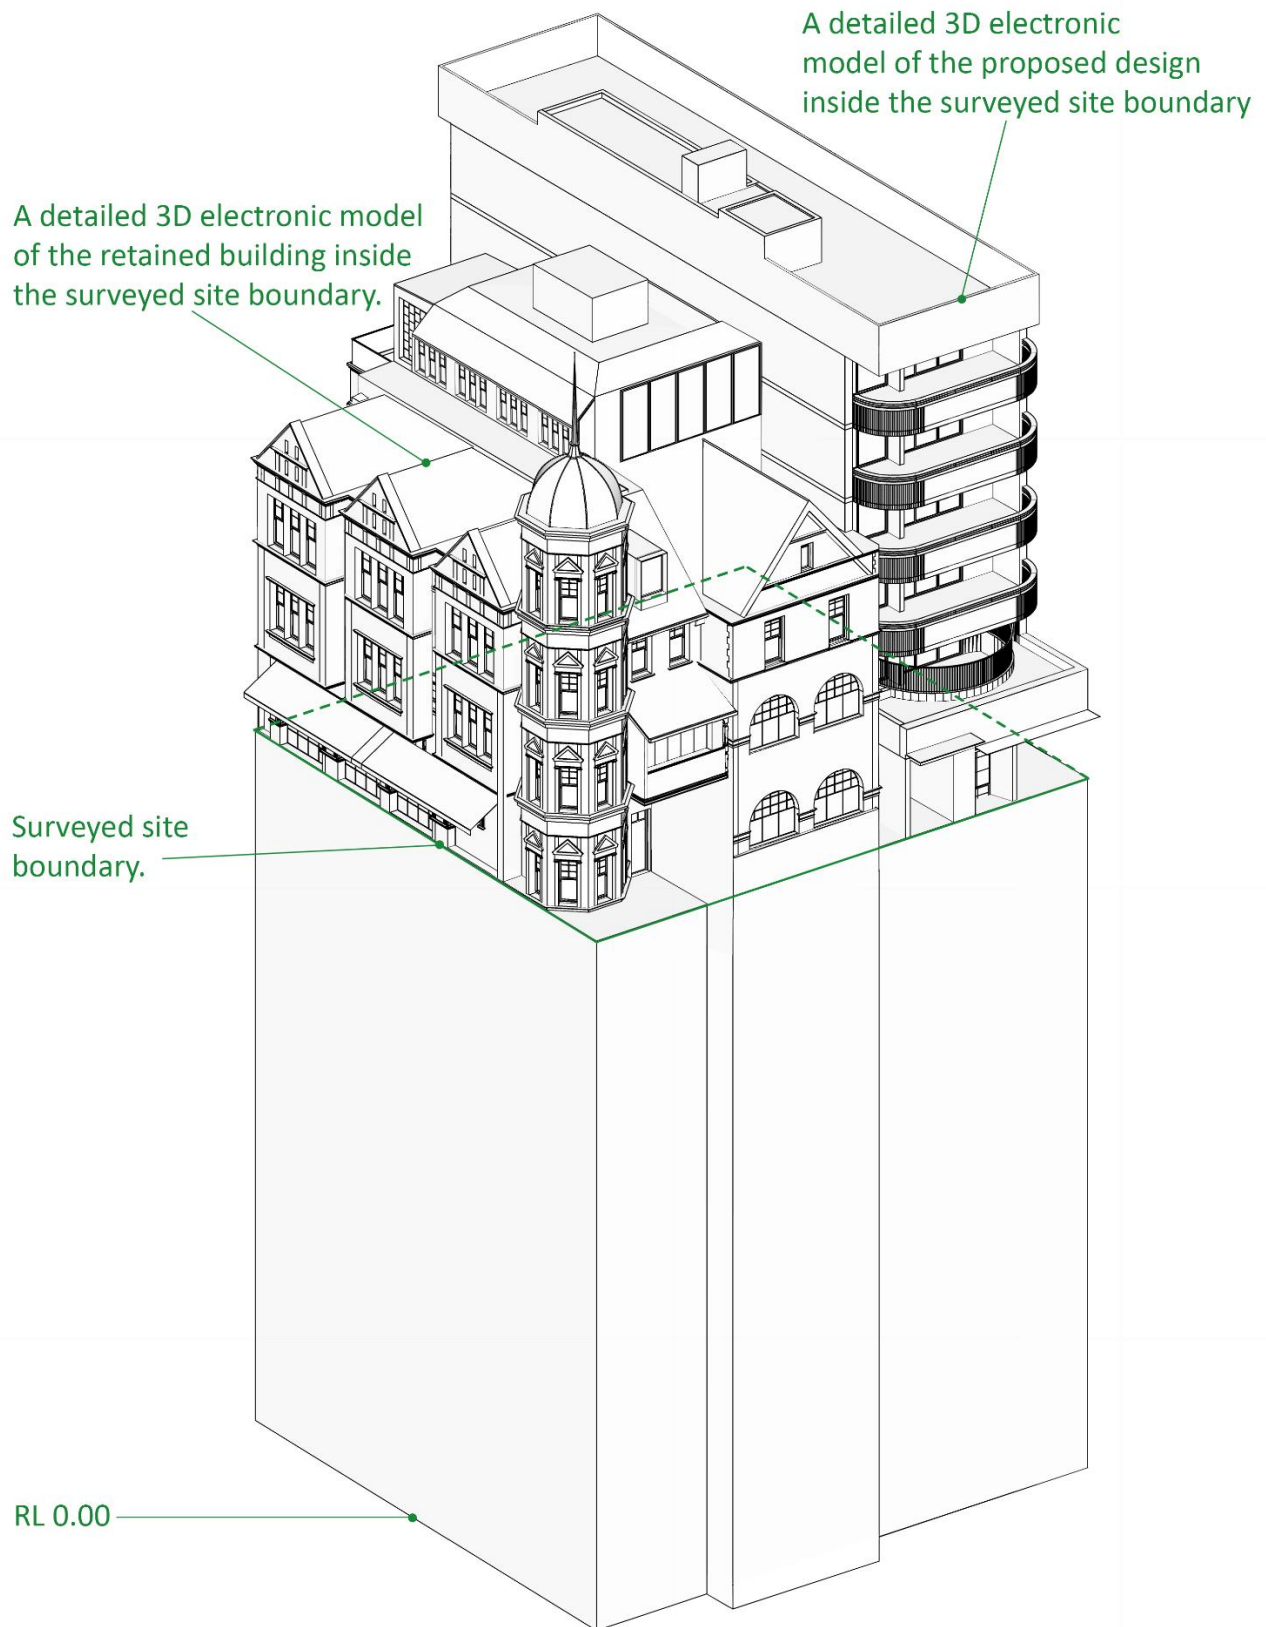 A detailed 3D electronic
model of the proposed design
inside the surveyed site boundary
A detailed 3D electronic model
of the retained building inside
the surveyed site boundary.
Surveyed site
boundary.
RL 0.00